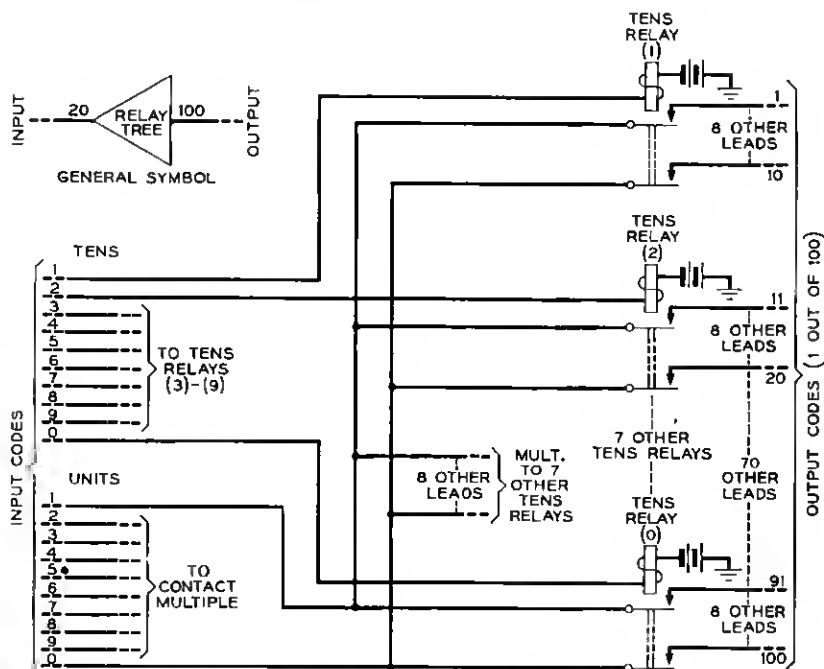 INPUT
20
RELAY
TREE
100
OUTPUT
GENERAL SYMBOL
TENS
RELAY
(1)
1
8 OTHER
LEADS
10
TENS
RELAY
(2)
11
8 OTHER
LEADS
20
INPUT CODES
TENS
1
2
3
4
5
6
7
8
9
0
TO TENS
RELAYS
(3)-(9)
UNITS
1
2
3
4
5
6
7
8
9
0
TO
CONTACT
MULTIPLE
8 OTHER
LEADS
MULT.
TO 7
OTHER
TENS
RELAYS
7 OTHER
TENS RELAYS
70
OTHER
LEADS
TENS
RELAY
(0)
91
8 OTHER
LEADS
100
OUTPUT CODES (1 OUT OF 100)